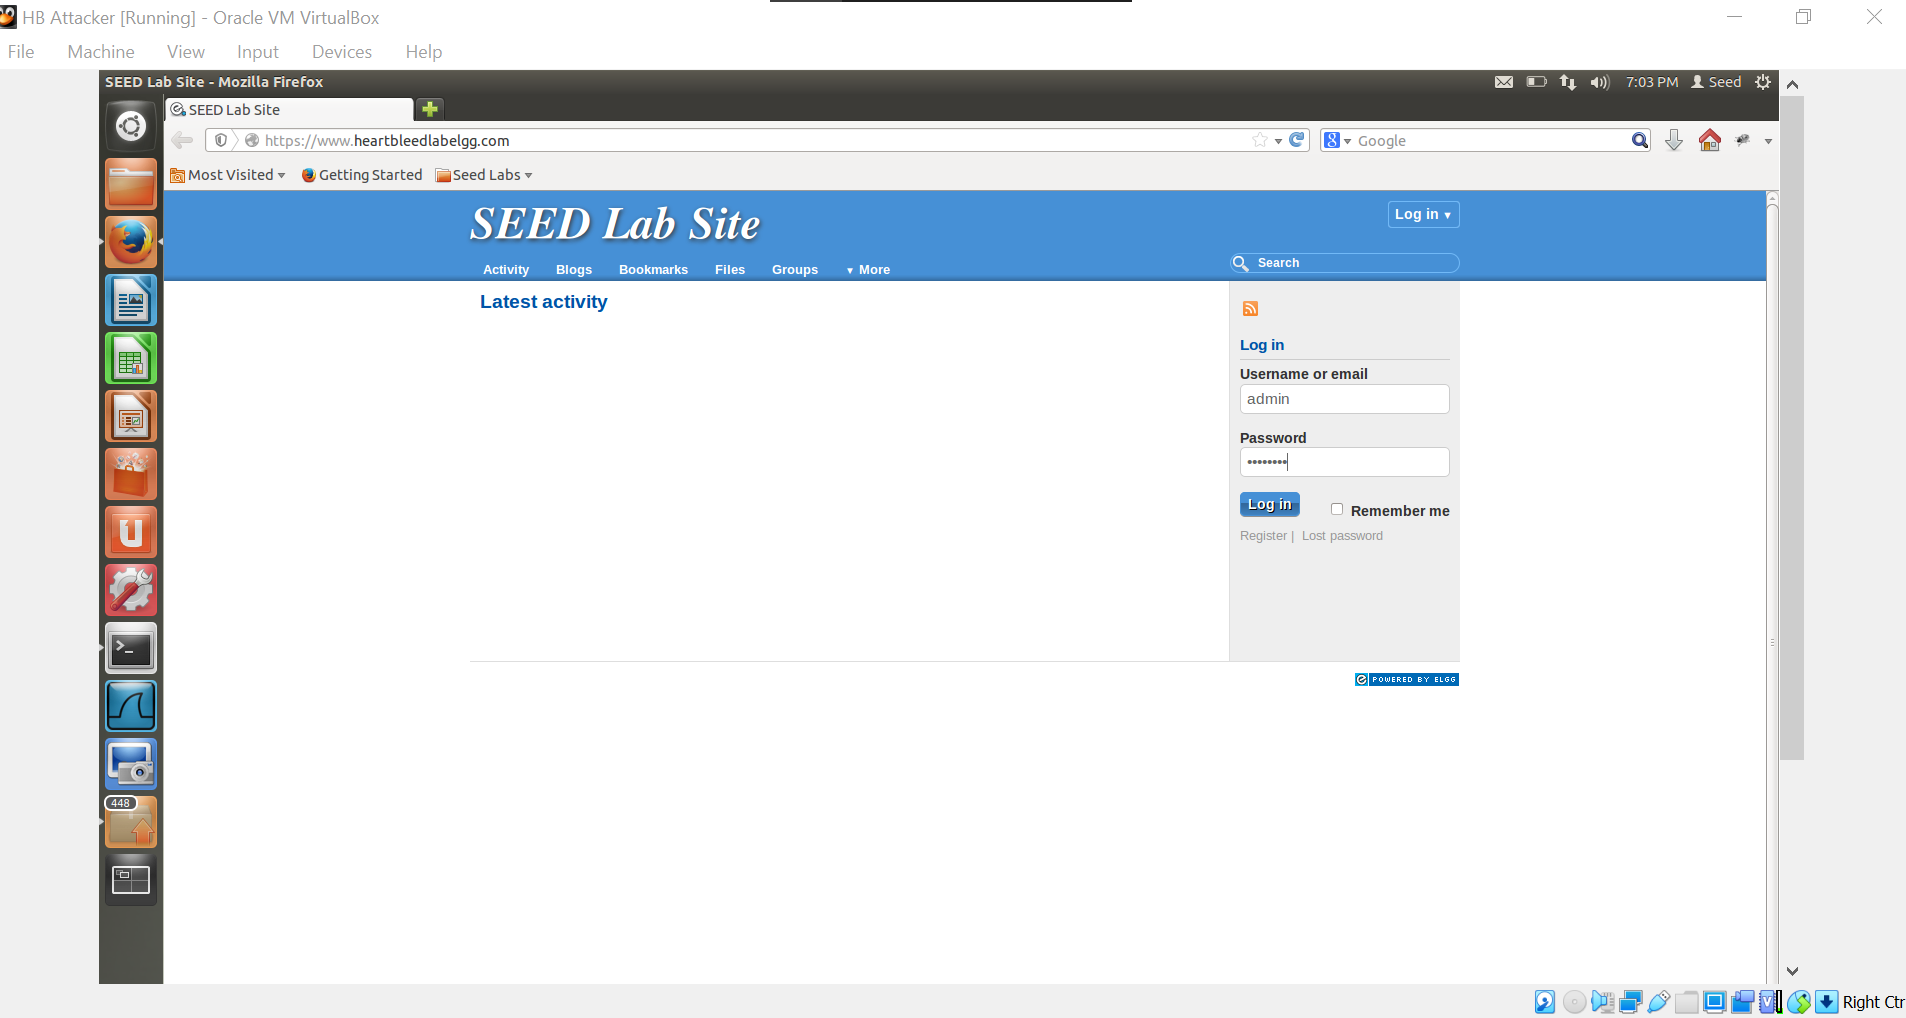 HB Attacker [Running] - Oracle VM VirtualBox
File Machine View Input Devices Help
SEED Lab Site - Mozilla Firefox
7:03 PM Seed
SEED Lab Site
https://www.heartbleedlabelgg.com
Google
Most Visited Getting Started Seed Labs
SEED Lab Site
Log in
Activity Blogs Bookmarks Files Groups More
Search
Latest activity
Log in
Username or email
admin
Password
••••••••
Log in
Remember me
Register | Lost password
POWERED BY ELGG
448
Right Ctr